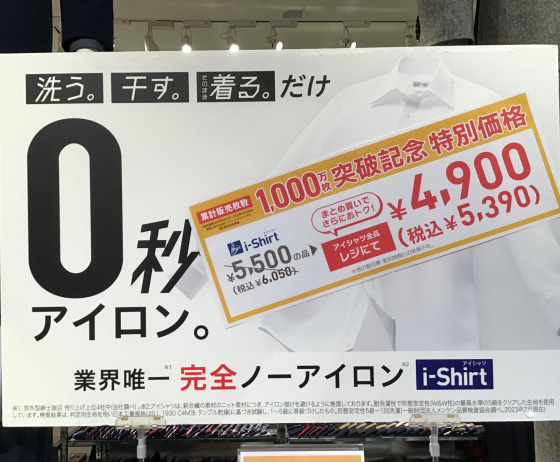 洗う。干す。そのまま着る。だけ
0秒
アイロン。
累計販売枚数 1,000万枚 突破記念 特別価格
i-Shirt
¥5,500の品
(税込¥6,050)
まとめ買いで
さらにおトク!
アイシャツ全品
レジにて
¥4,900
(税込¥5,390)
業界唯一※1 完全ノーアイロン※2 アイシャツ i-Shirt